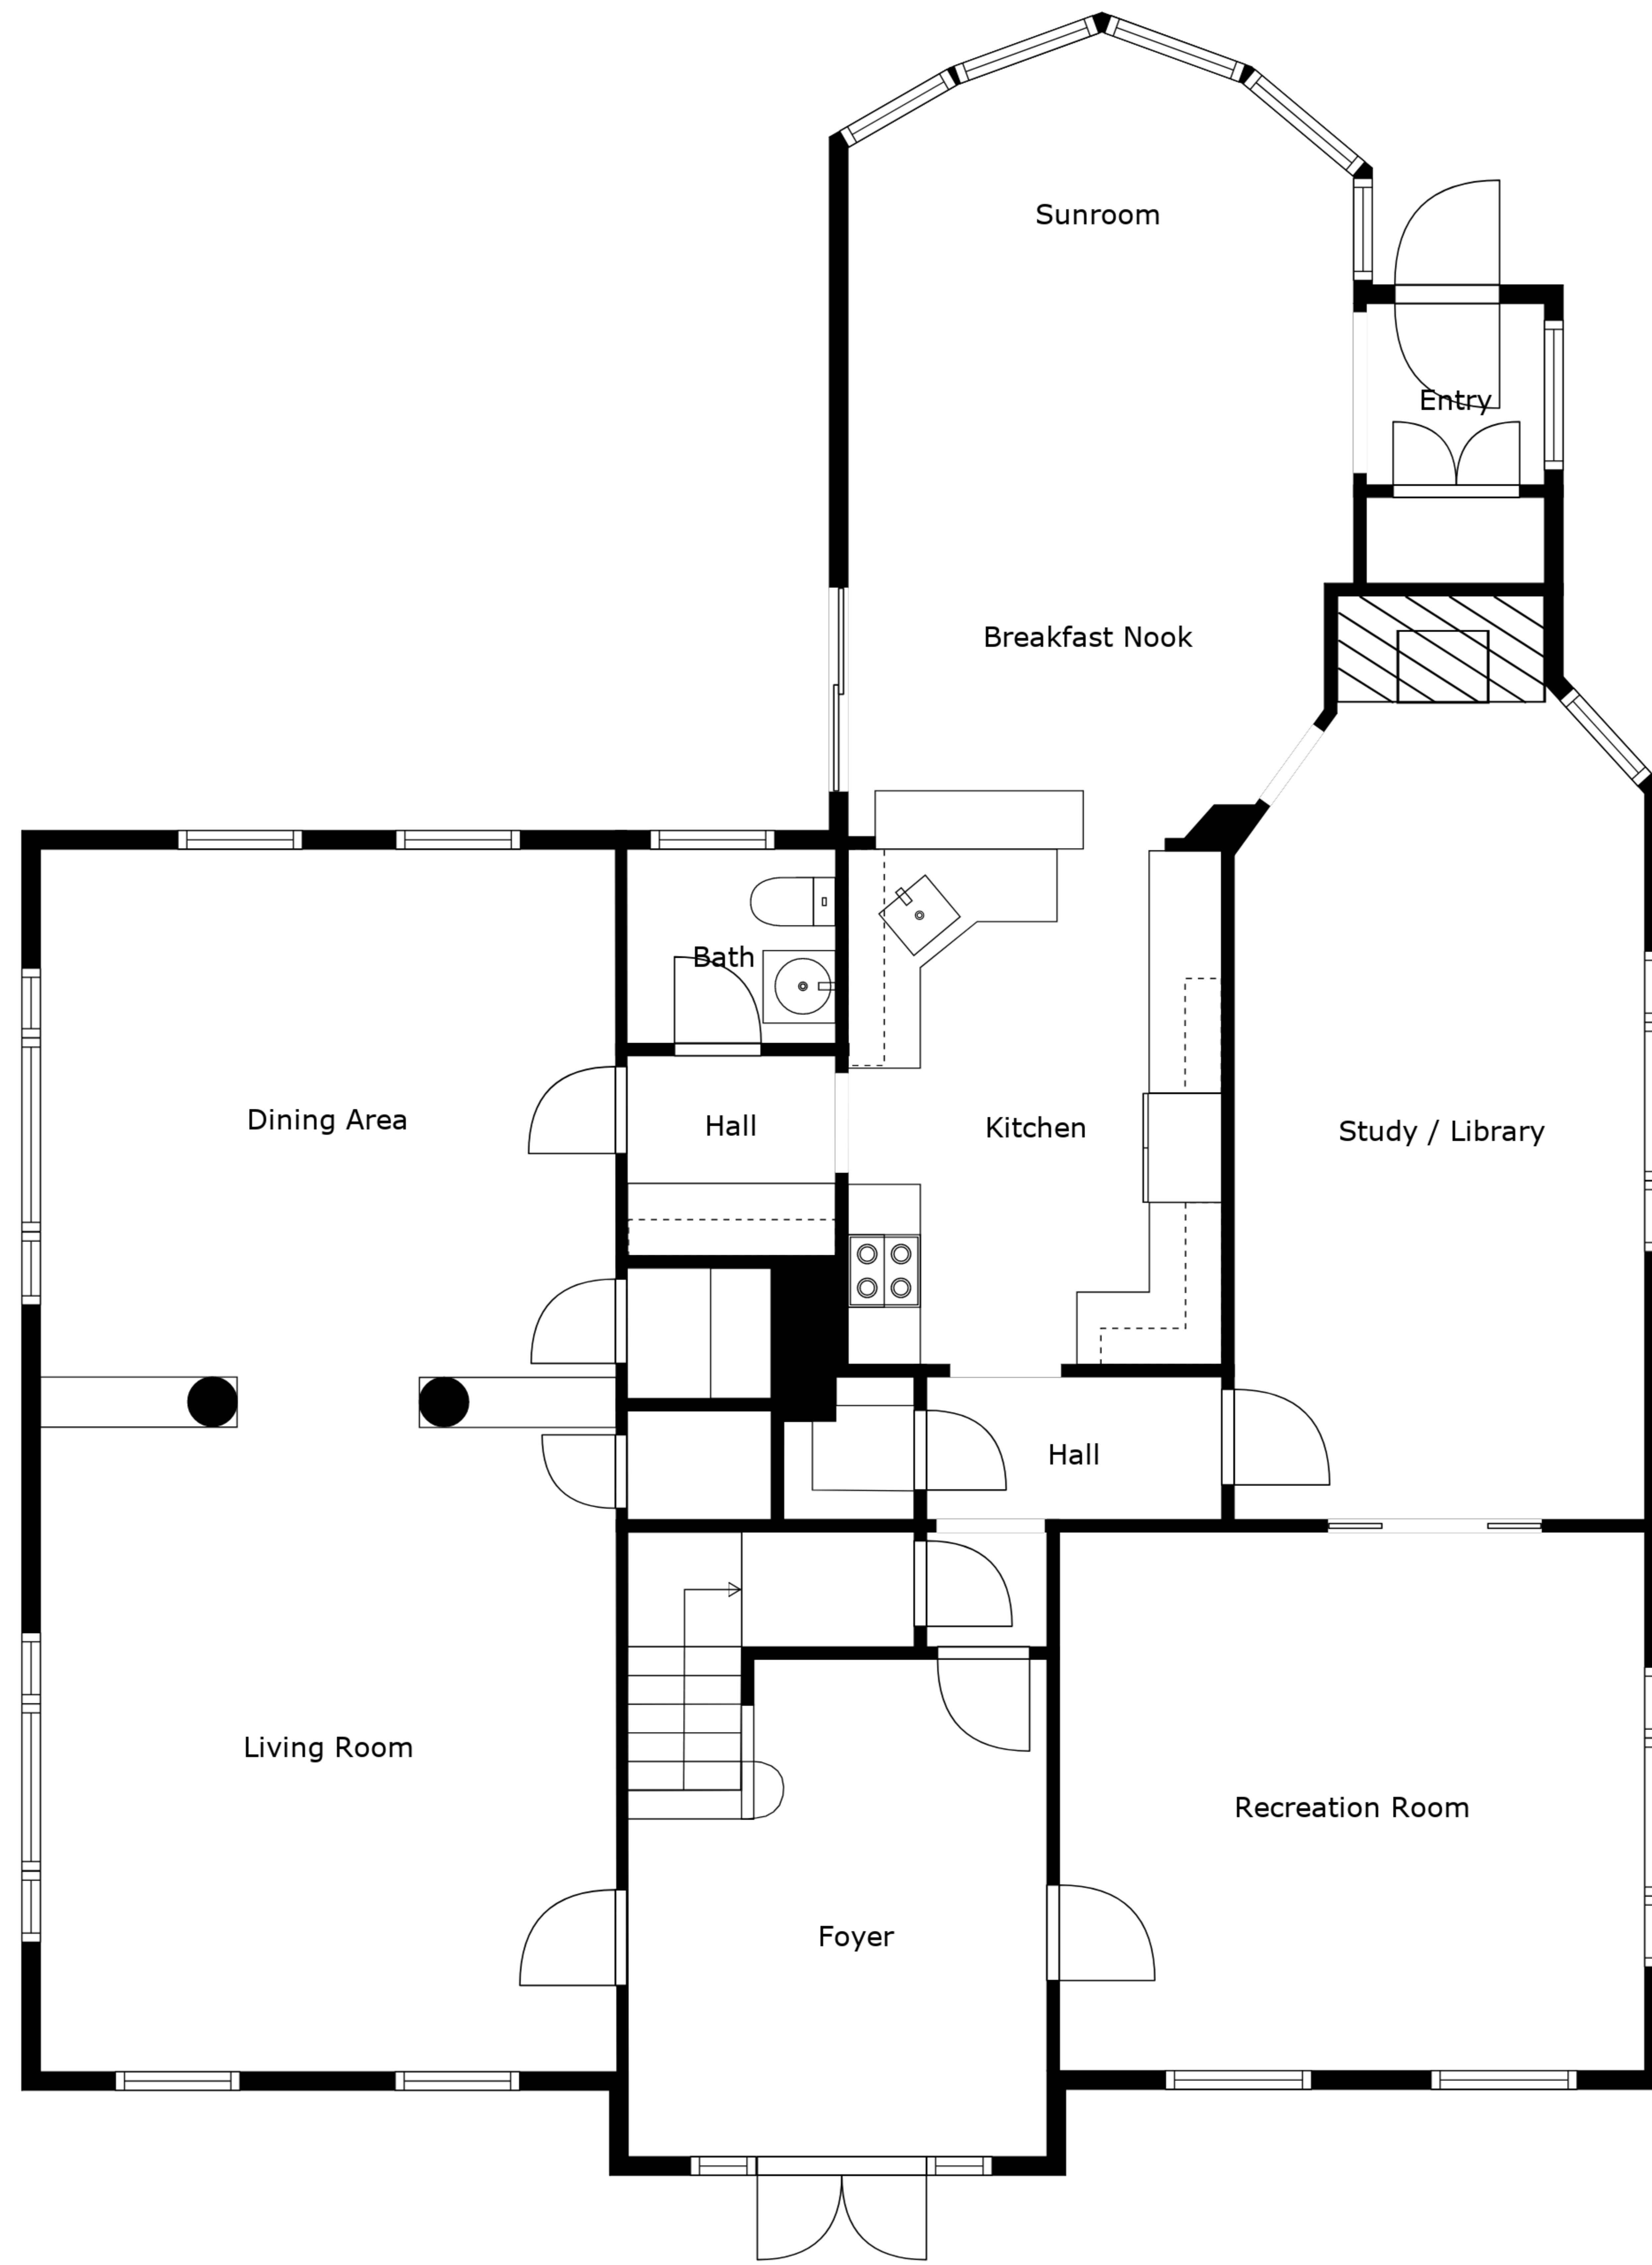 Sunroom
Entry
Breakfast Nook
Bath
Dining Area
Hall
Kitchen
Study / Library
Hall
Living Room
Recreation Room
Foyer